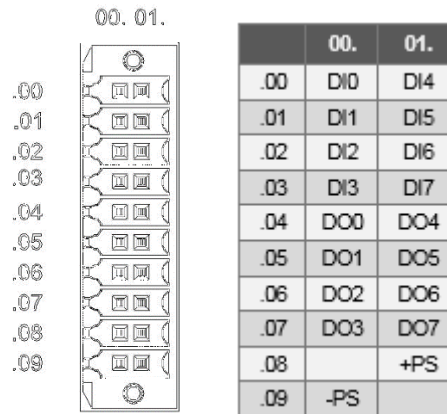 00. 01.
.00
.01
.02
.03
.04
.05
.06
.07
.08
.09
00. 01.
.00 DI0 DI4
.01 DI1 DI5
.02 DI2 DI6
.03 DI3 DI7
.04 DO0 DO4
.05 DO1 DO5
.06 DO2 DO6
.07 DO3 DO7
.08 +PS
.09 -PS